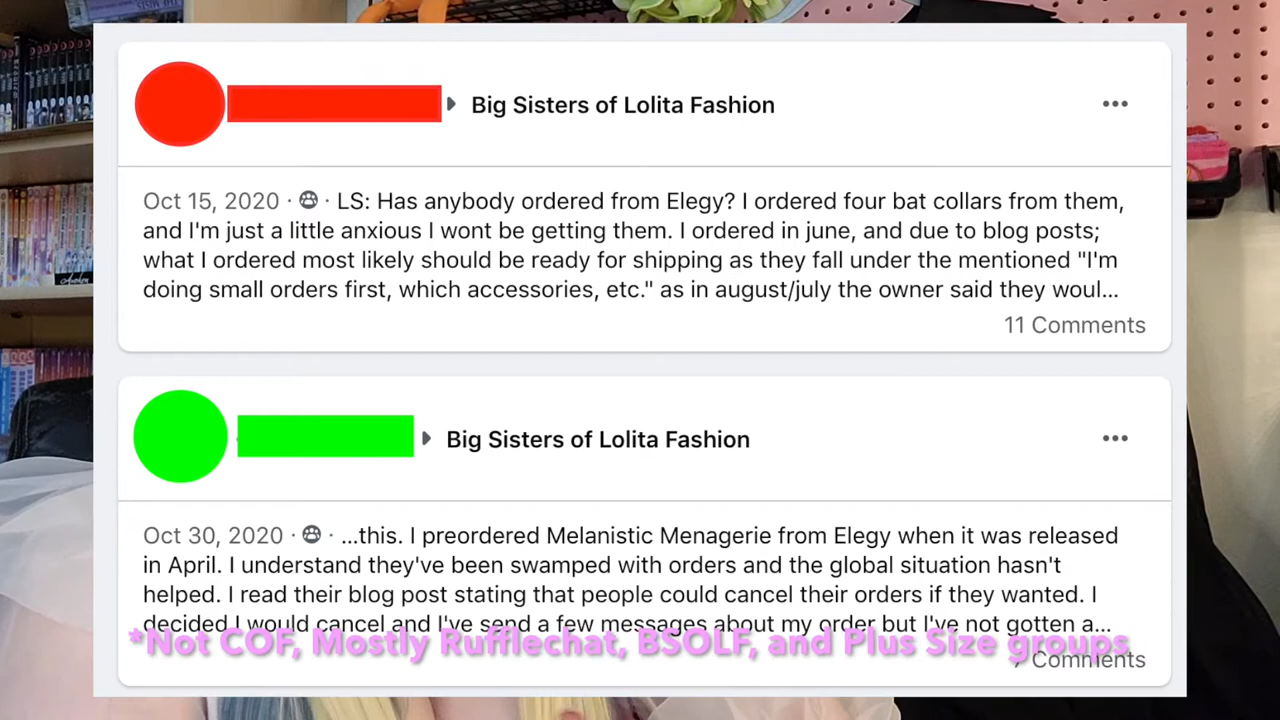 Big Sisters of Lolita Fashion
Oct 15, 2020 · LS: Has anybody ordered from Elegy? I ordered four bat collars from them,
and I'm just a little anxious I wont be getting them. I ordered in june, and due to blog posts;
what I ordered most likely should be ready for shipping as they fall under the mentioned "I'm
doing small orders first, which accessories, etc." as in august/july the owner said they woul...
11 Comments
Big Sisters of Lolita Fashion
Oct 30, 2020 · ...this. I preordered Melanistic Menagerie from Elegy when it was released
in April. I understand they've been swamped with orders and the global situation hasn't
helped. I read their blog post stating that people could cancel their orders if they wanted. I
decided I would cancel and I've send a few messages about my order but I've not gotten a...
*Not COF, Mostly Rufflechat, BSOLF, and Plus Size groups
Comments